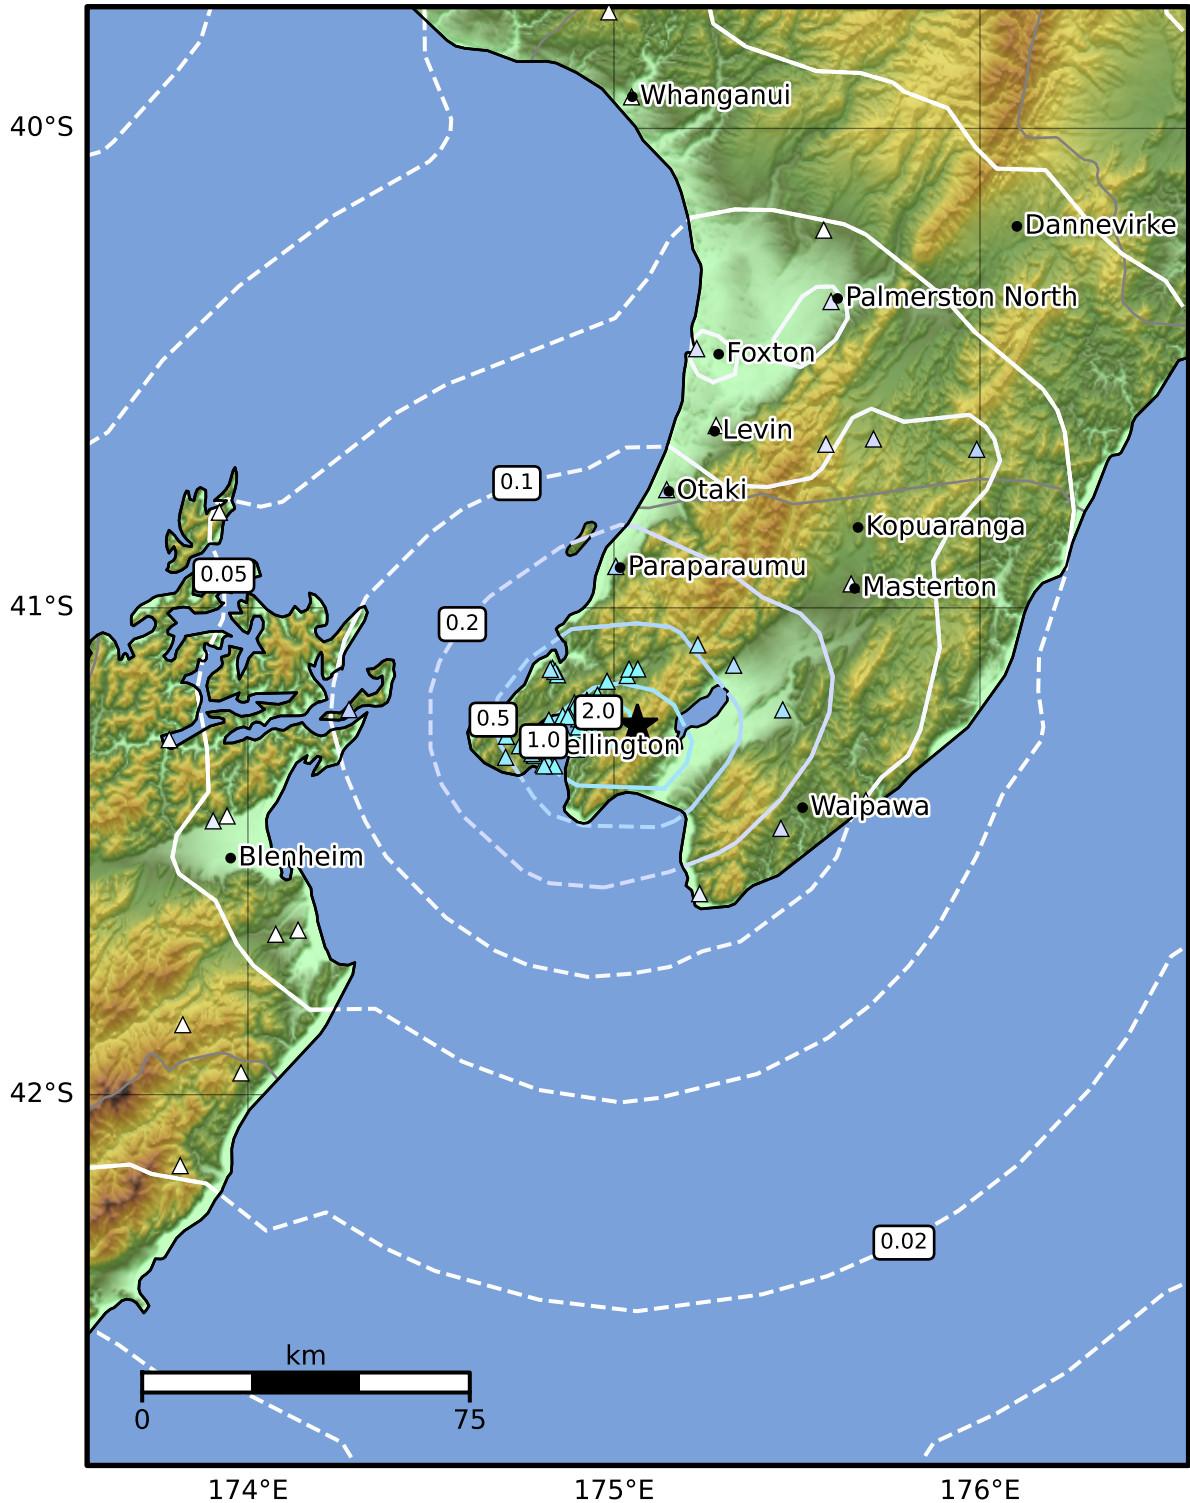 Whanganui
40°S
Dannevirke
Palmerston North
Foxton
Levin
0.1
Otaki
Kopuaranga
0.05
Paraparaumu
Masterton
41°S
0.2
0.5
2.0
1.0
ellington
Waipawa
Blenheim
42°S
0.02
km
0
75
174°E
175°E
176°E